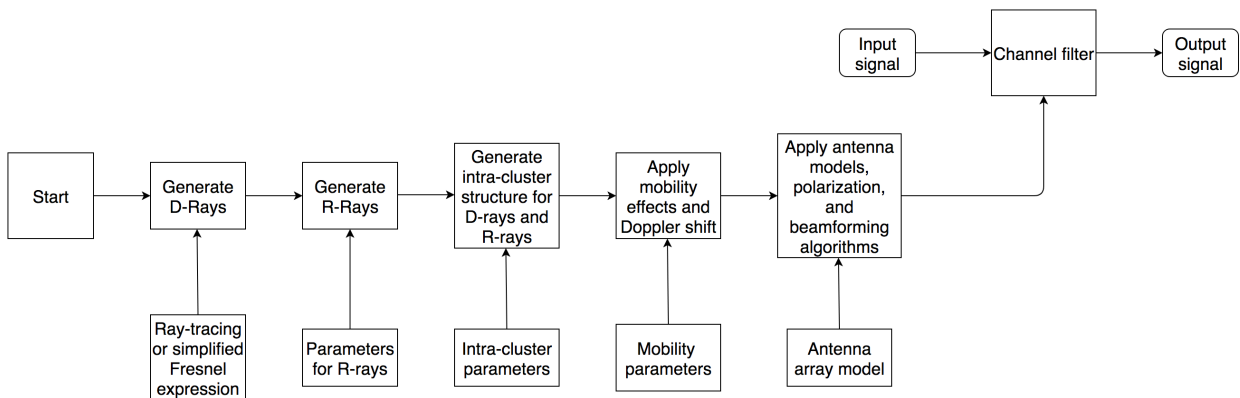 Input
signal
Channel filter
Output
signal
Start
Generate
D-Rays
Generate
R-Rays
Generate
intra-cluster
structure for
D-rays and
R-rays
Apply
mobility
effects and
Doppler shift
Apply antenna
models,
polarization,
and
beamforming
algorithms
Ray-tracing
or simplified
Fresnel
expression
Parameters
for R-rays
Intra-cluster
parameters
Mobility
parameters
Antenna
array model